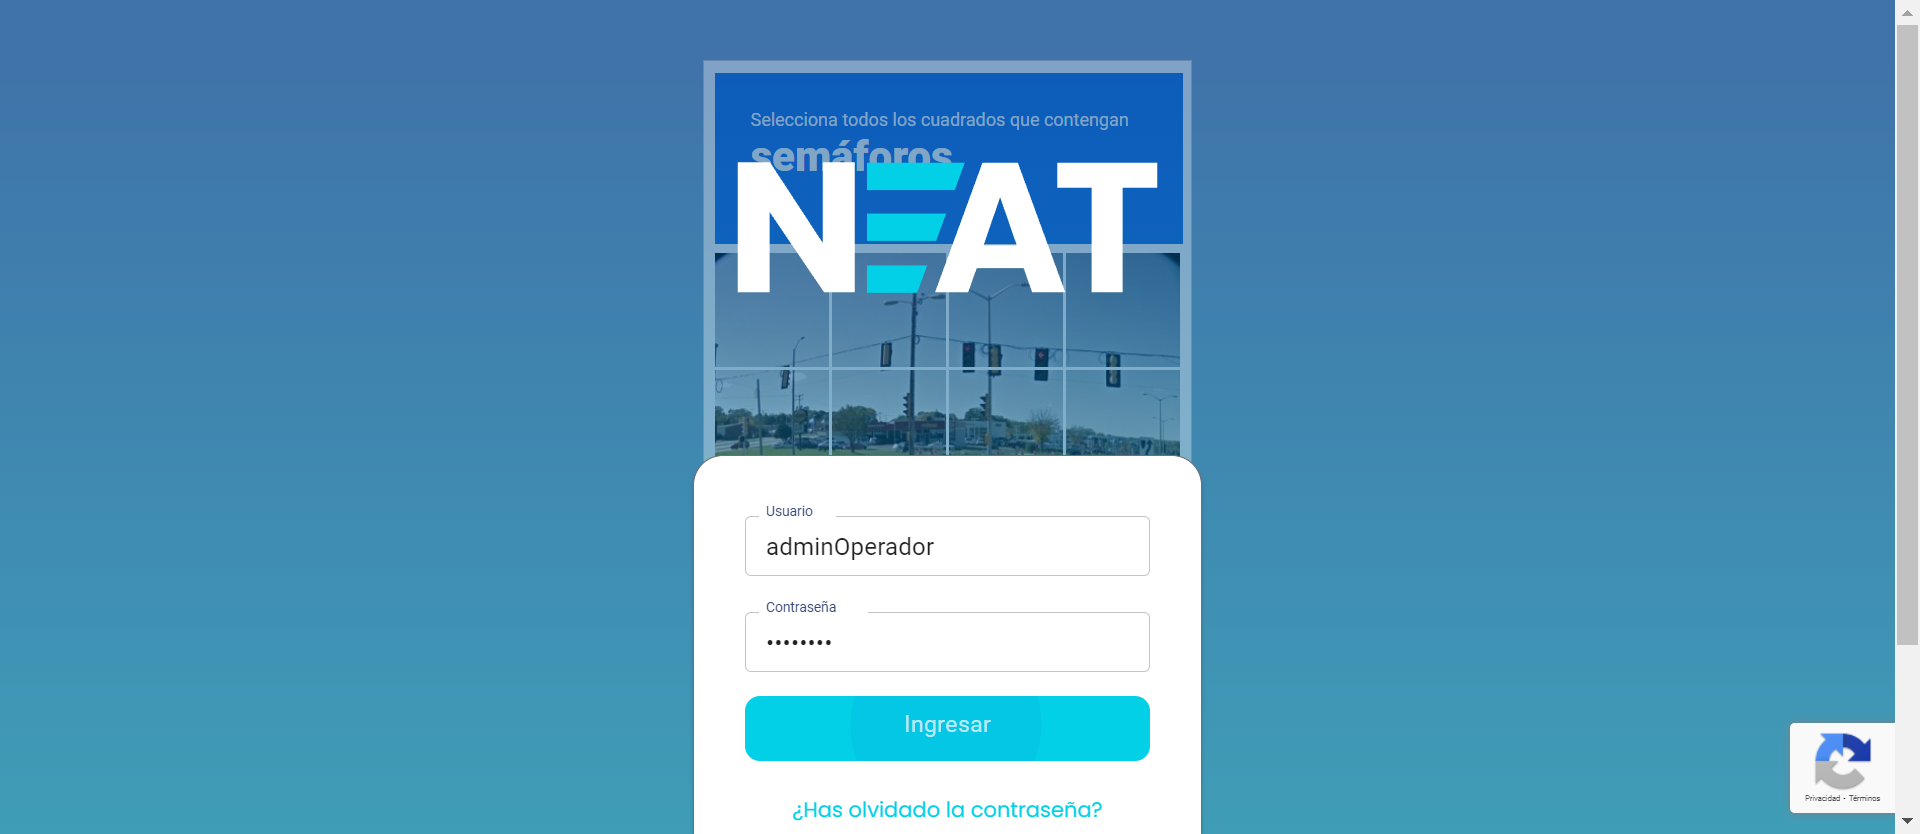 Selecciona todos los cuadrados que contengan
semáforos
NEAT
Usuario
adminOperador
Contraseña
••••••••
Ingresar
¿Has olvidado la contraseña?
Privacidad - Términos